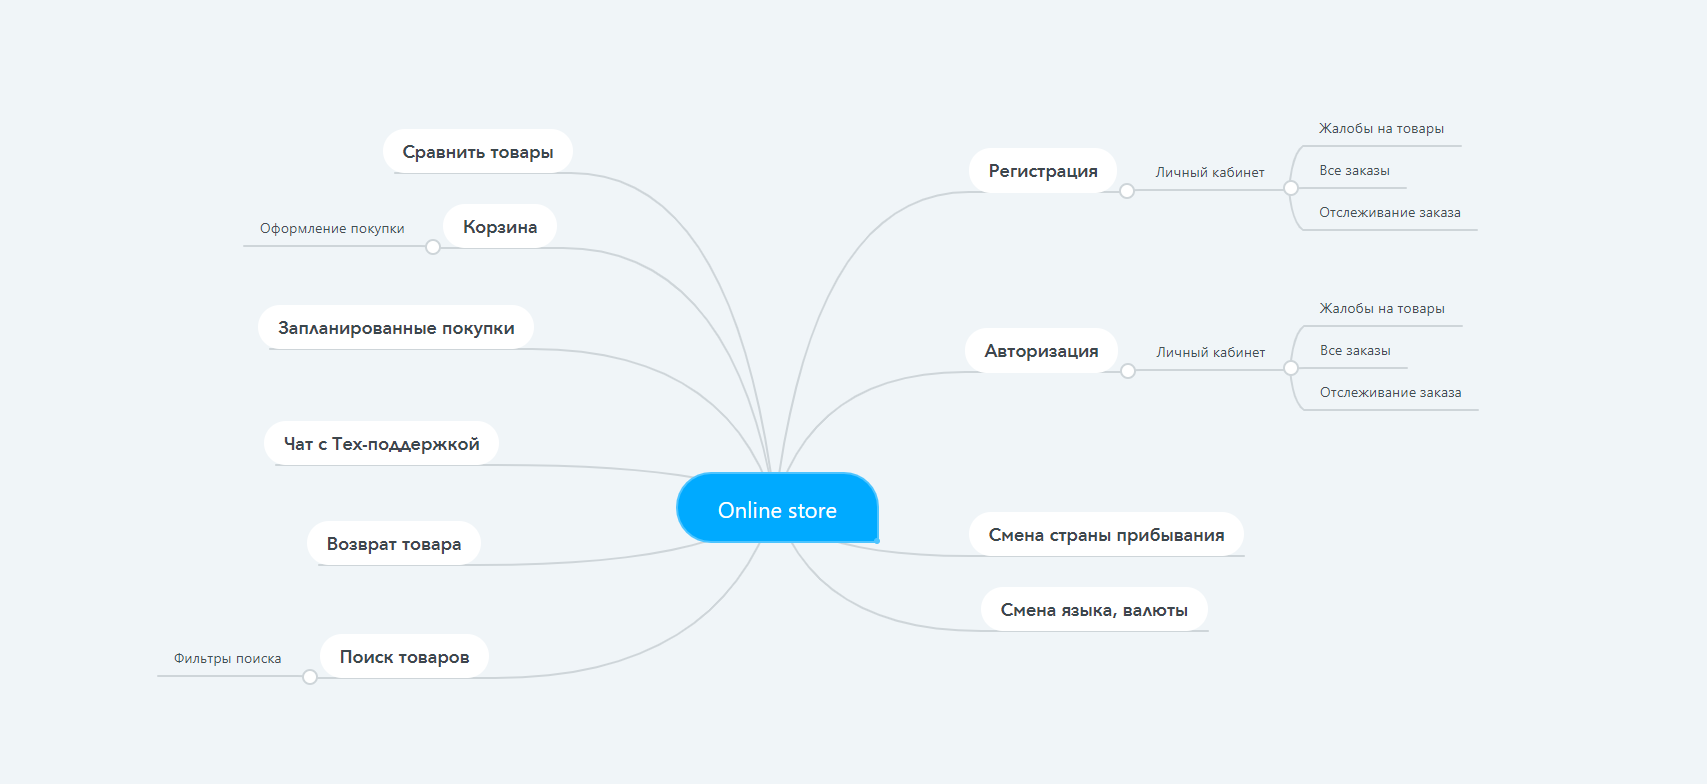 Сравнить товары
Корзина
Оформление покупки
Запланированные покупки
Чат с Тех-поддержкой
Возврат товара
Поиск товаров
Фильтры поиска
Online store
Регистрация
Личный кабинет
Жалобы на товары
Все заказы
Отслеживание заказа
Авторизация
Личный кабинет
Жалобы на товары
Все заказы
Отслеживание заказа
Смена страны прибывания
Смена языка, валюты